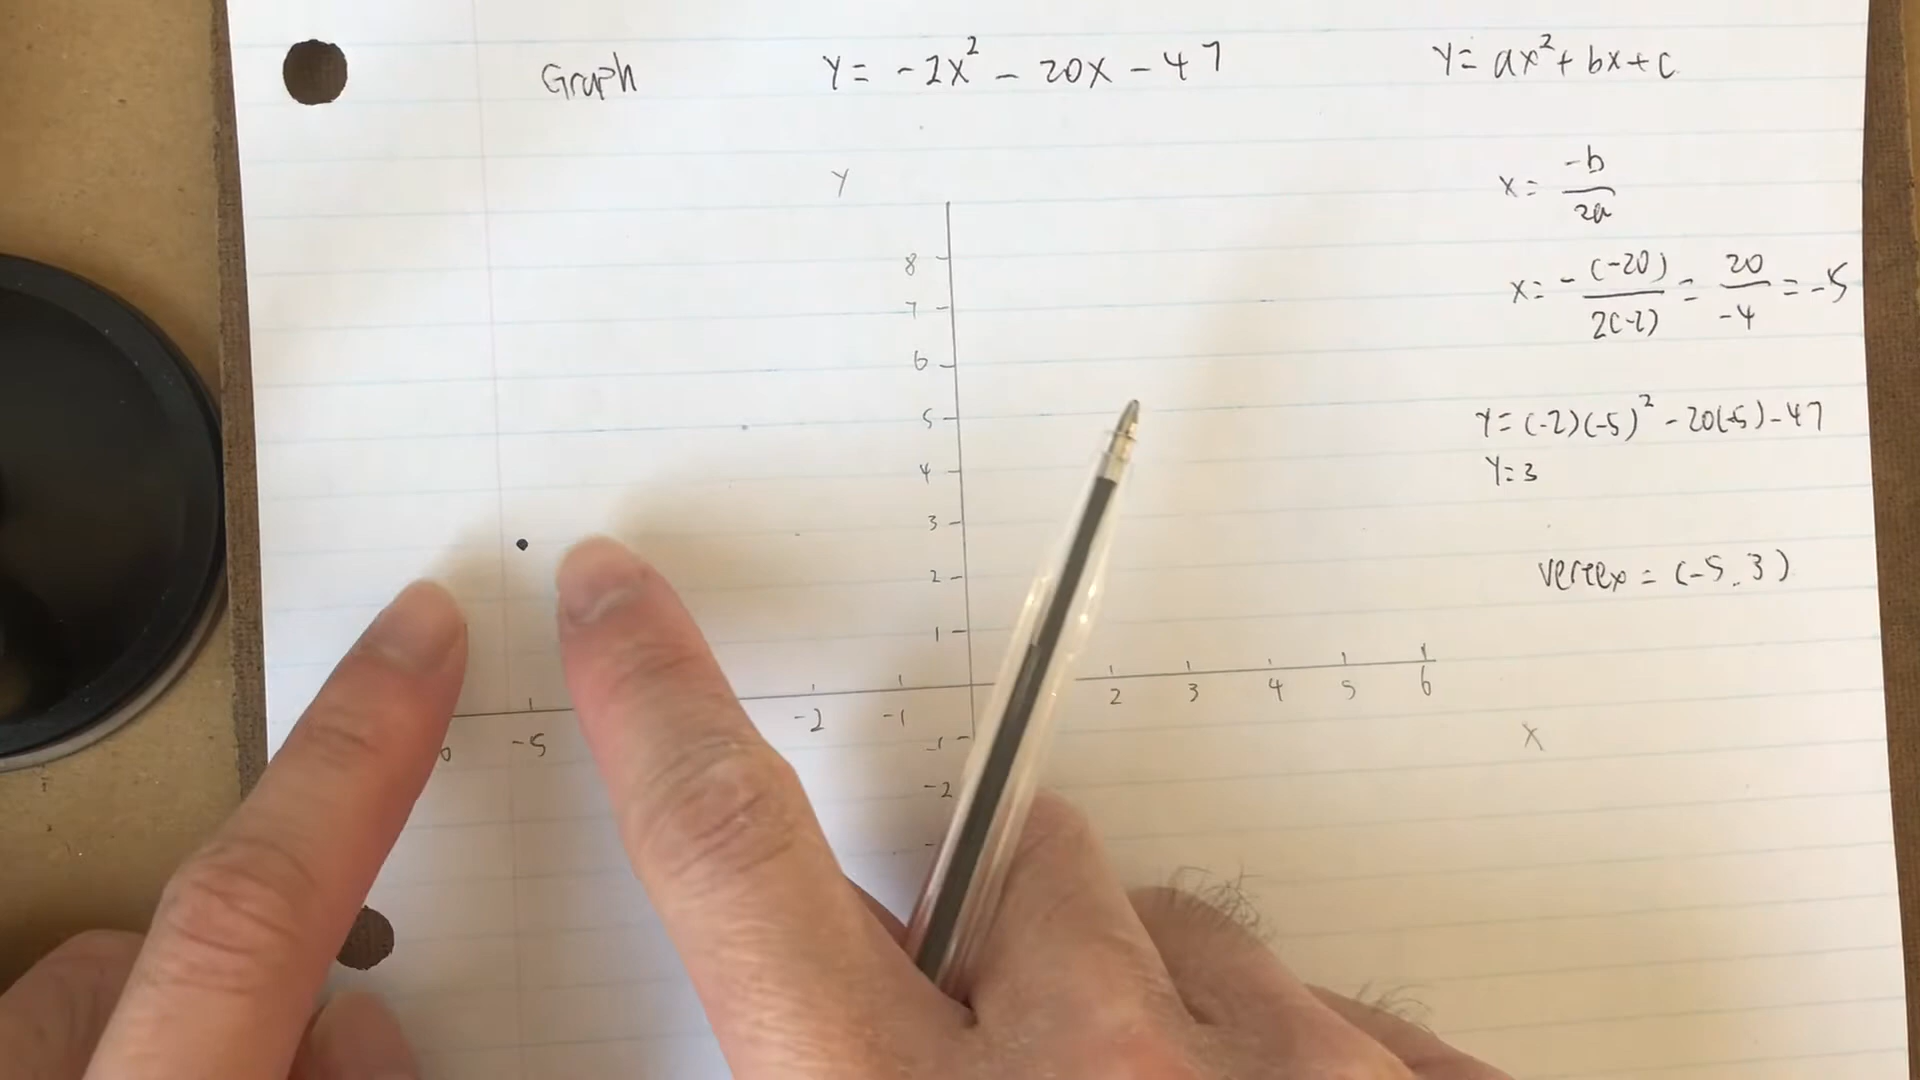 Graph y = -2x² - 20x - 47 y = ax² + bx + c
y
x = -b/2a
8
x = -(-20)/2(-2) = 20/-4 = -5
7
6
5
y = (-2)(-5)² - 20(-5) - 47
4
y = 3
3
2
vertex = (-5, 3)
1
-5 -2 -1 2 3 4 5 6
-1
x
-2